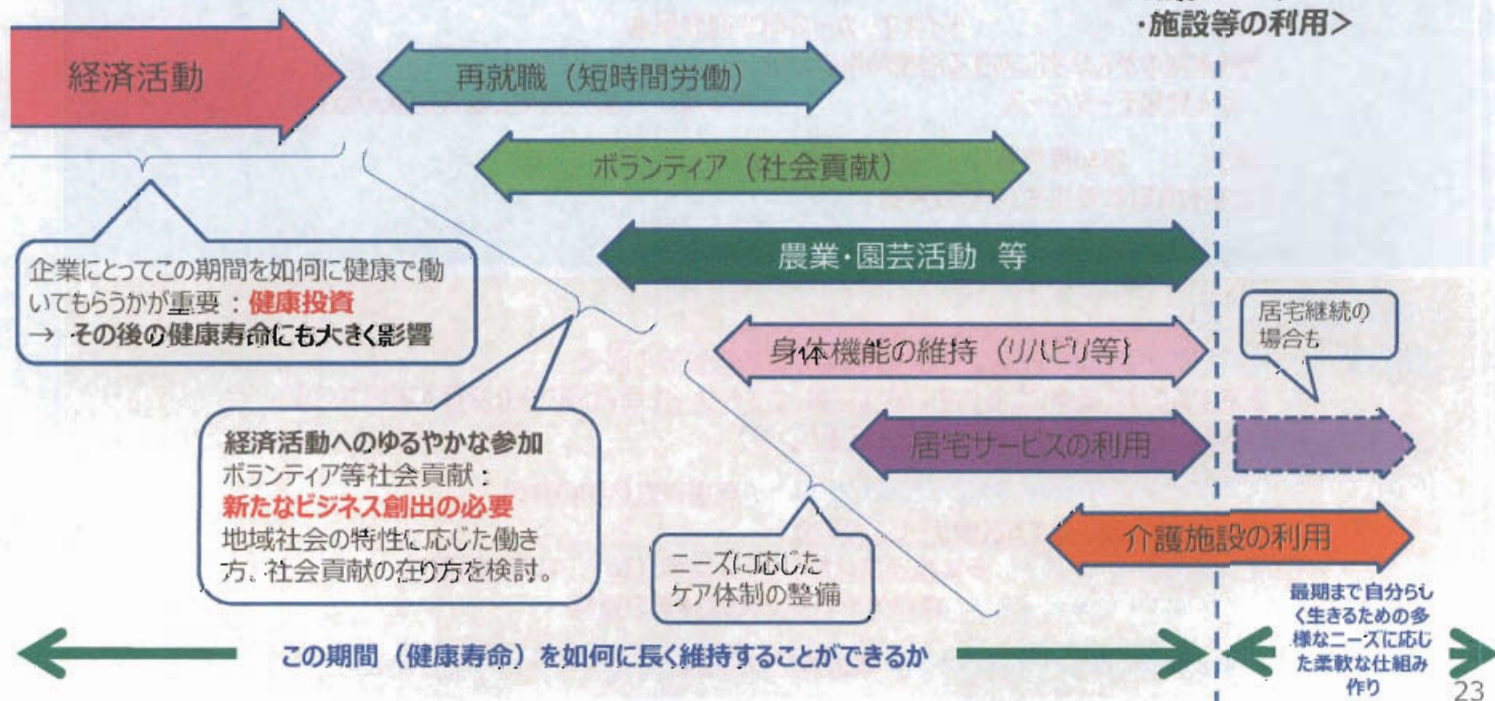 ・施設等の利用>
経済活動
再就職（短時間労働）
ボランティア（社会貢献）
農業・園芸活動 等
企業にとってこの期間を如何に健康で働
いてもらうかが重要：健康投資
→ その後の健康寿命にも大きく影響
居宅継続の
場合も
身体機能の維持（リハビリ等）
経済活動へのゆるやかな参加
ボランティア等社会貢献：
新たなビジネス創出の必要
地域社会の特性に応じた働き
方、社会貢献の在り方を検討。
居宅サービスの利用
介護施設の利用
ニーズに応じた
ケア体制の整備
この期間（健康寿命）を如何に長く維持することができるか
最期まで自分らし
く生きるための多
様なニーズに応じ
た柔軟な仕組み
作り
23